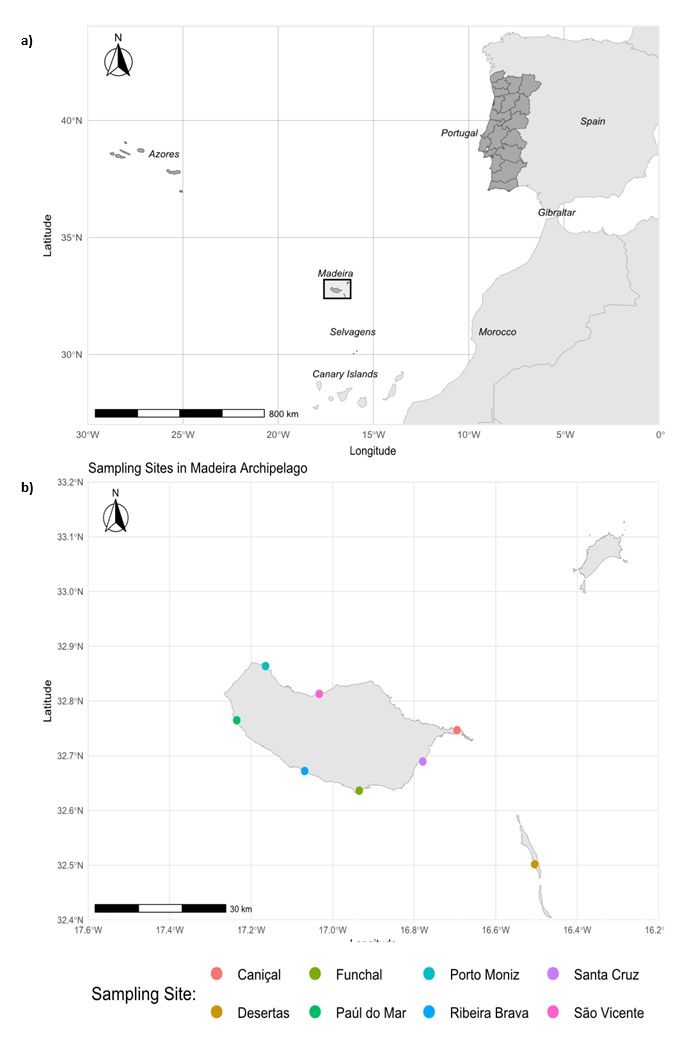 a)
N
40°N
35°N
30°N
Latitude
Azores
Portugal
Spain
Gibraltar
Madeira
Selvagens
Morocco
Canary Islands
800 km
30°W 25°W 20°W 15°W 10°W 5°W 0°
Longitude
Sampling Sites in Madeira Archipelago
b)
33.2°N
N
33.1°N
33.0°N
32.9°N
32.8°N
32.7°N
32.6°N
32.5°N
32.4°N
Latitude
30 km
17.6°W 17.4°W 17.2°W 17.0°W 16.8°W 16.6°W 16.4°W 16.2°
Longitude
Sampling Site:
Caniçal Funchal Porto Moniz Santa Cruz
Desertas Paúl do Mar Ribeira Brava São Vicente